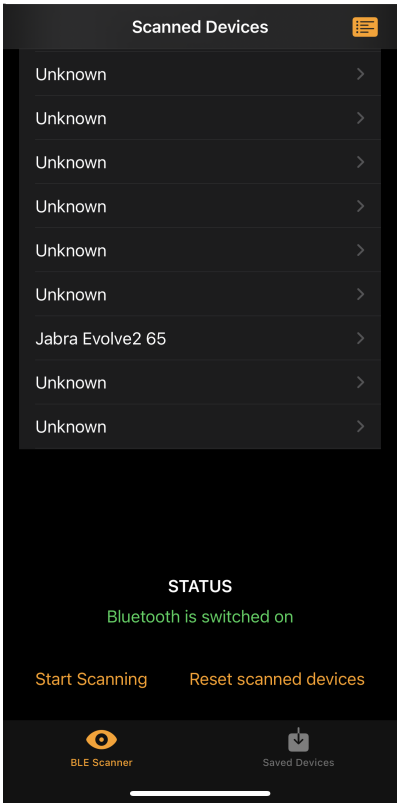 Scanned Devices
Unknown
Unknown
Unknown
Unknown
Unknown
Unknown
Jabra Evolve2 65
Unknown
Unknown
STATUS
Bluetooth is switched on
Start Scanning
Reset scanned devices
BLE Scanner
Saved Devices